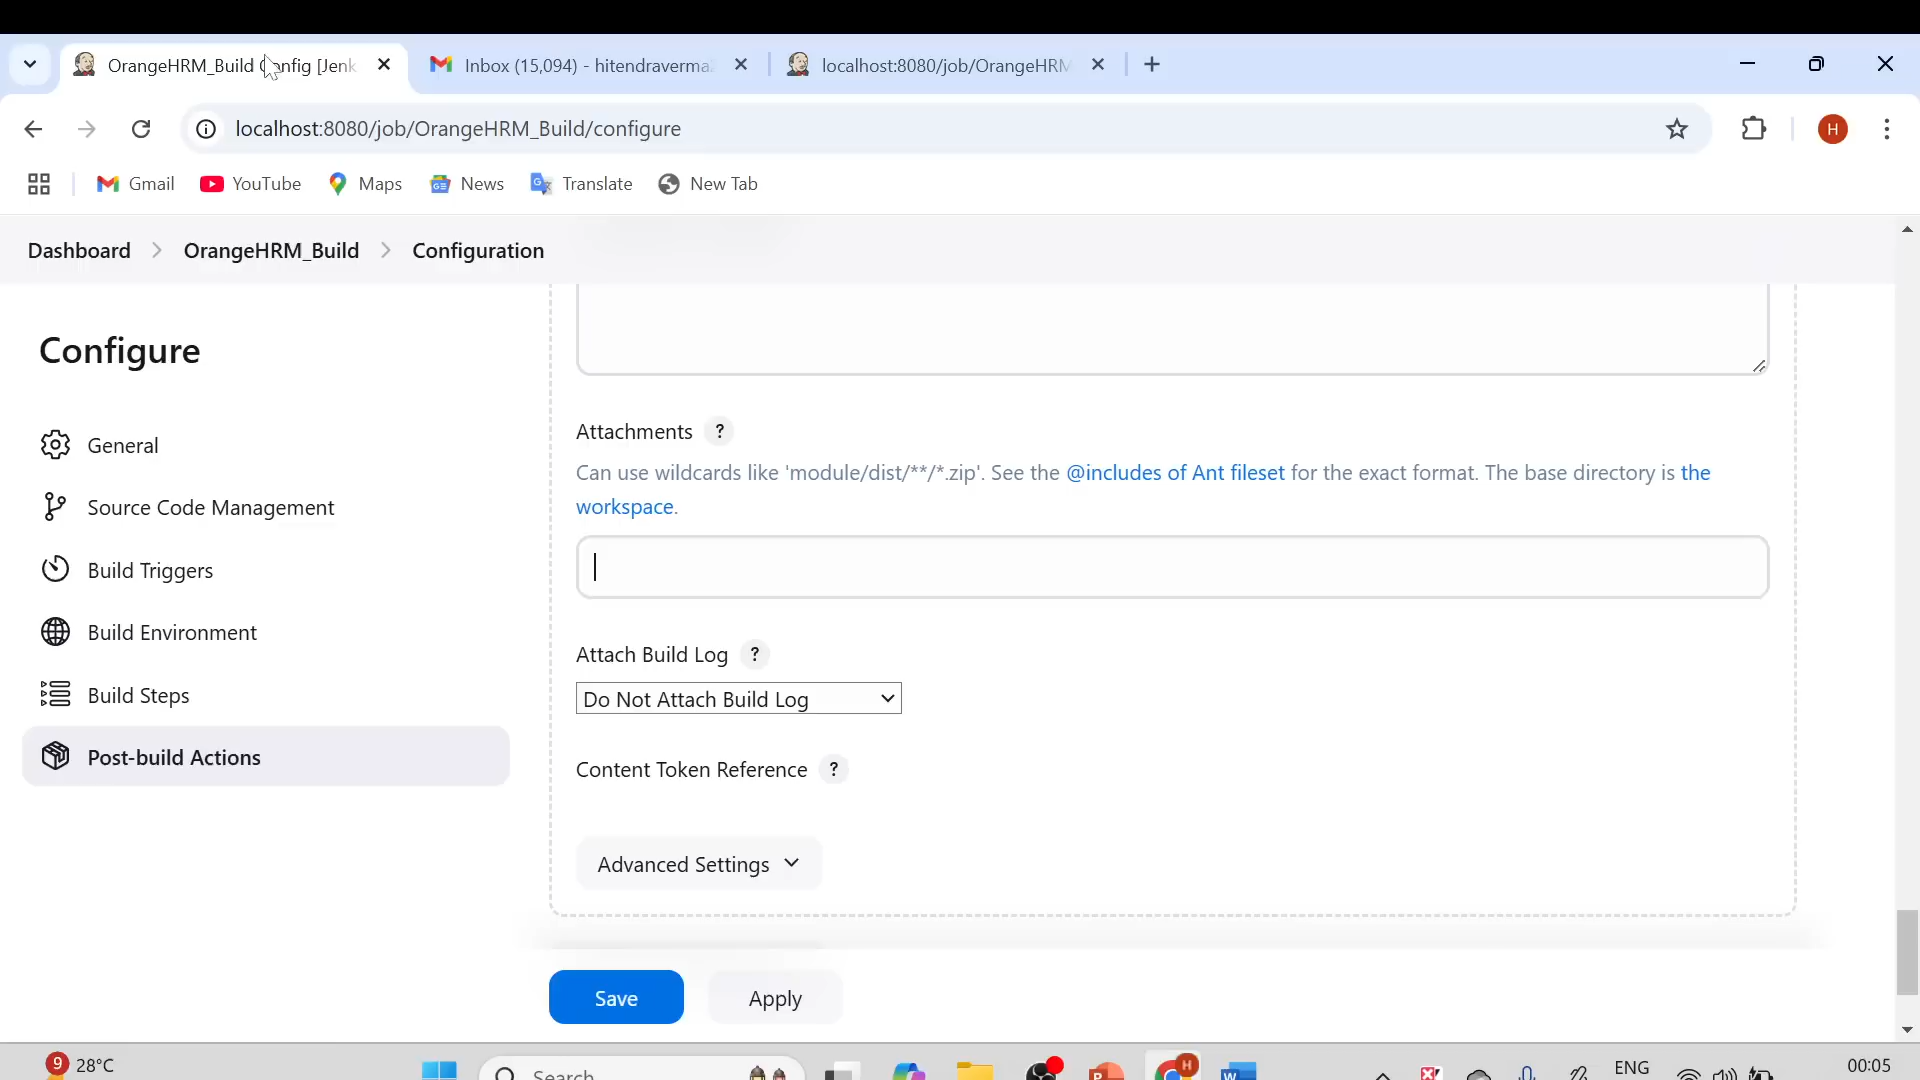 OrangeHRM_Build Config [Jenk
Inbox (15,094) - hitendraverma
localhost:8080/job/OrangeHRM
localhost:8080/job/OrangeHRM_Build/configure
H
Gmail
YouTube
Maps
News
Translate
New Tab
Dashboard
OrangeHRM_Build
Configuration
Configure
General
Source Code Management
Build Triggers
Build Environment
Build Steps
Post-build Actions
Attachments ?
Can use wildcards like 'module/dist/**/*.zip'. See the @includes of Ant fileset for the exact format. The base directory is the
workspace.
Attach Build Log ?
Do Not Attach Build Log
Content Token Reference ?
Advanced Settings
Save
Apply
9
28°C
Search
H
ENG
00:05